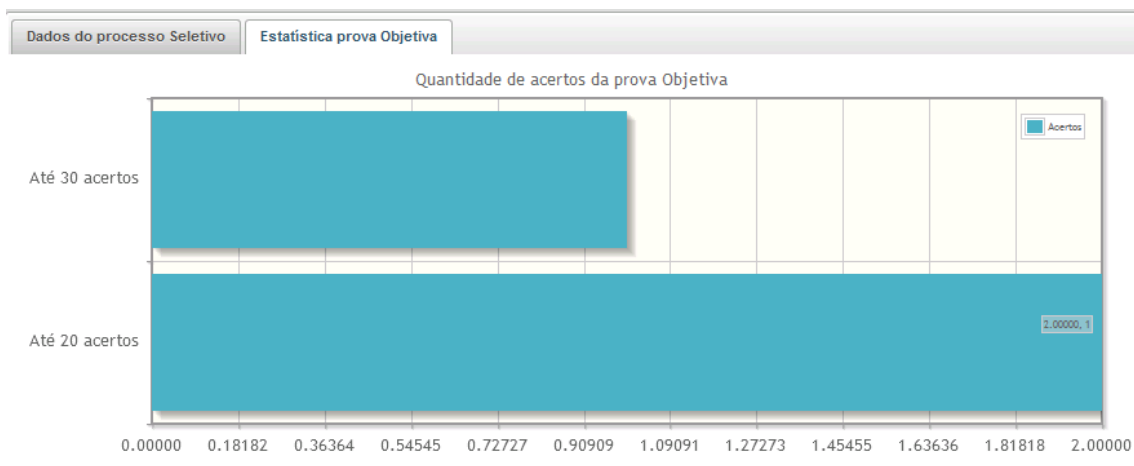 Dados do processo Seletivo
Estatística prova Objetiva
Quantidade de acertos da prova Objetiva
Acertos
Até 30 acertos
2.00000, 1
Até 20 acertos
0.00000 0.18182 0.36364 0.54545 0.72727 0.90909 1.09091 1.27273 1.45455 1.63636 1.81818 2.00000